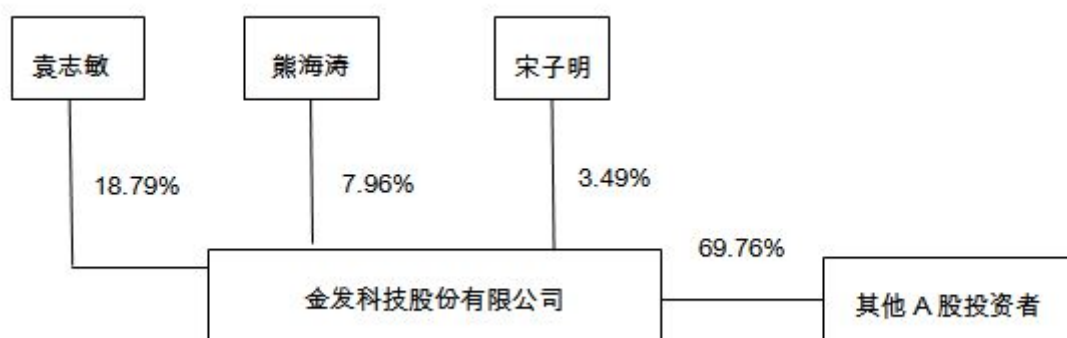 袁志敏
熊海涛
宋子明
18.79%
7.96%
3.49%
69.76%
金发科技股份有限公司
其他 A 股投资者